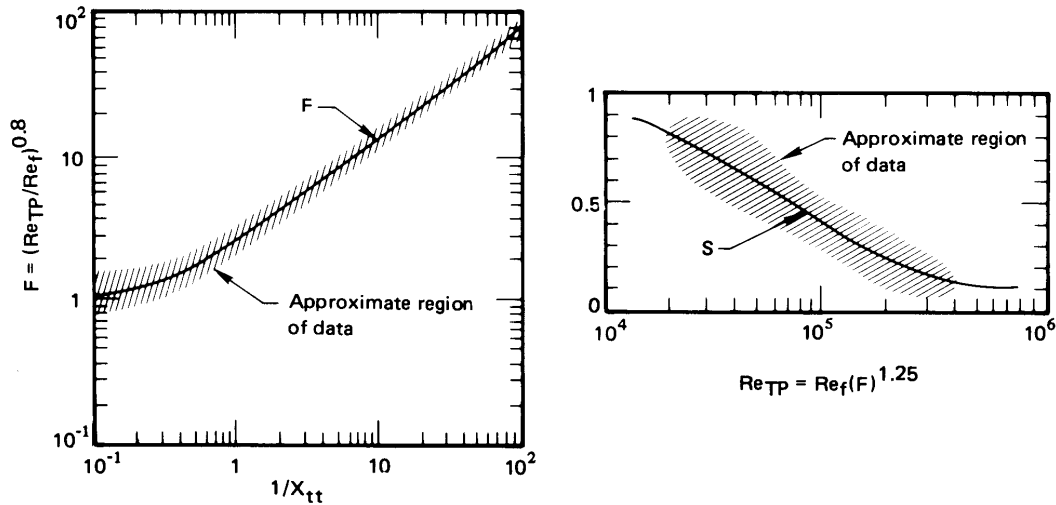 10²
10
1
10⁻¹
F = (Re_TP/Re_f)^0.8
F
Approximate region
of data
10⁻¹
1
10
10²
1/X_tt
1
0.5
0
Approximate region
of data
S
10⁴
10⁵
10⁶
Re_TP = Re_f(F)^1.25